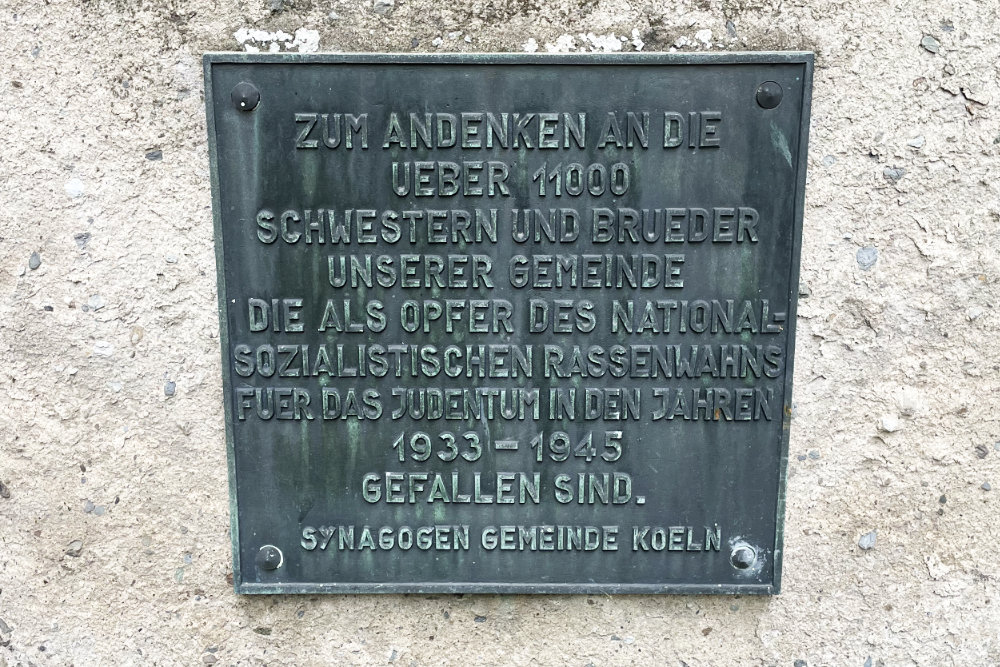 ZUM ANDENKEN AN DIE
UEBER 11000
SCHWESTERN UND BRUEDER
UNSERER GEMEINDE
DIE ALS OPFER DES NATIONAL-
SOZIALISTISCHEN RASSENWAHNS
FUER DAS JUDENTUM IN DEN JAHREN
1933 - 1945
GEFALLEN SIND.
SYNAGOGEN GEMEINDE KOELN